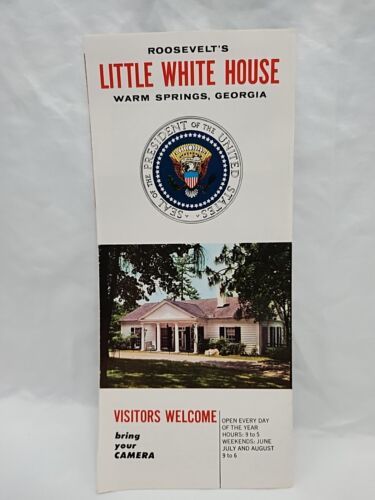 ROOSEVELT'S
LITTLE WHITE HOUSE
WARM SPRINGS, GEORGIA
SEAL OF THE PRESIDENT OF THE UNITED STATES
VISITORS WELCOME
bring
your
CAMERA
OPEN EVERY DAY
OF THE YEAR
HOURS: 9 to 5
WEEKENDS: JUNE
JULY AND AUGUST
9 to 6